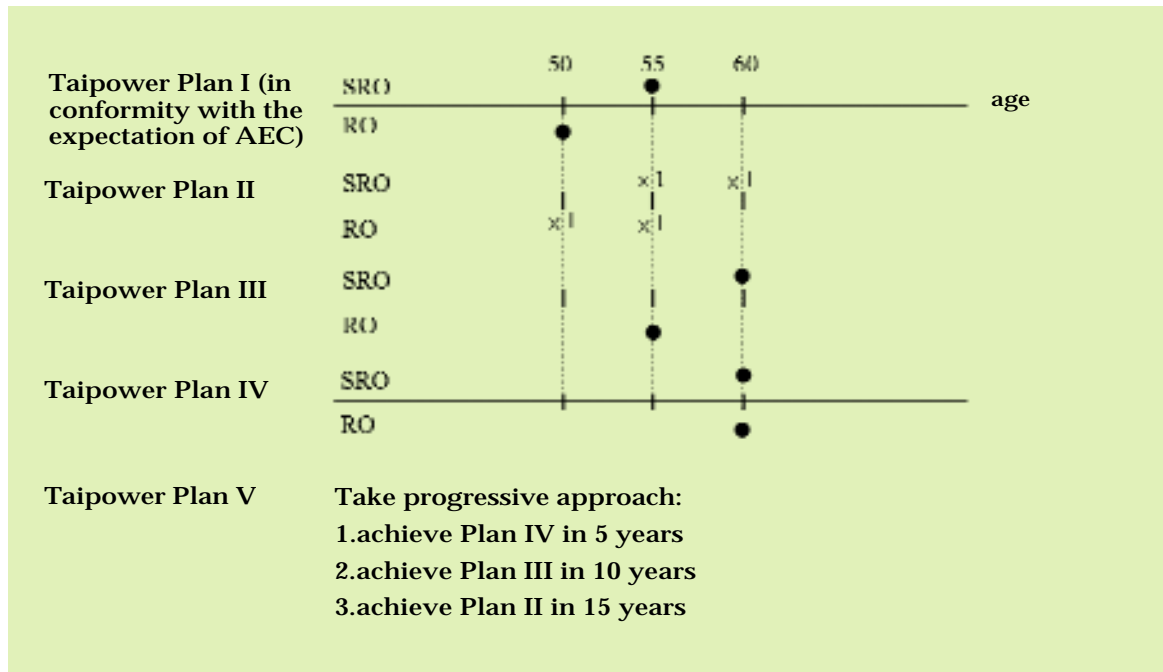 50 55 60
Taipower Plan I (in
conformity with the
expectation of AEC)
SRO
age
RO
Taipower Plan II
SRO
x 1 x 1
RO
x 1 x 1
Taipower Plan III
SRO
RO
Taipower Plan IV
SRO
RO
Taipower Plan V
Take progressive approach:
1.achieve Plan IV in 5 years
2.achieve Plan III in 10 years
3.achieve Plan II in 15 years